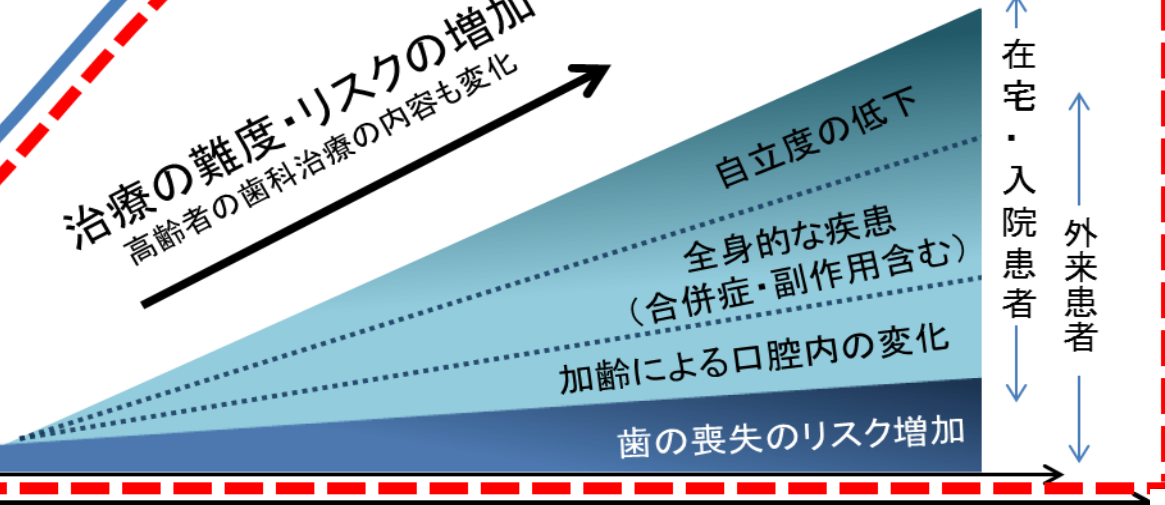 治療の難度・リスクの増加
高齢者の歯科治療の内容も変化
自立度の低下
全身的な疾患
（合併症・副作用含む）
加齢による口腔内の変化
歯の喪失のリスク増加
在宅・入院患者
外来患者